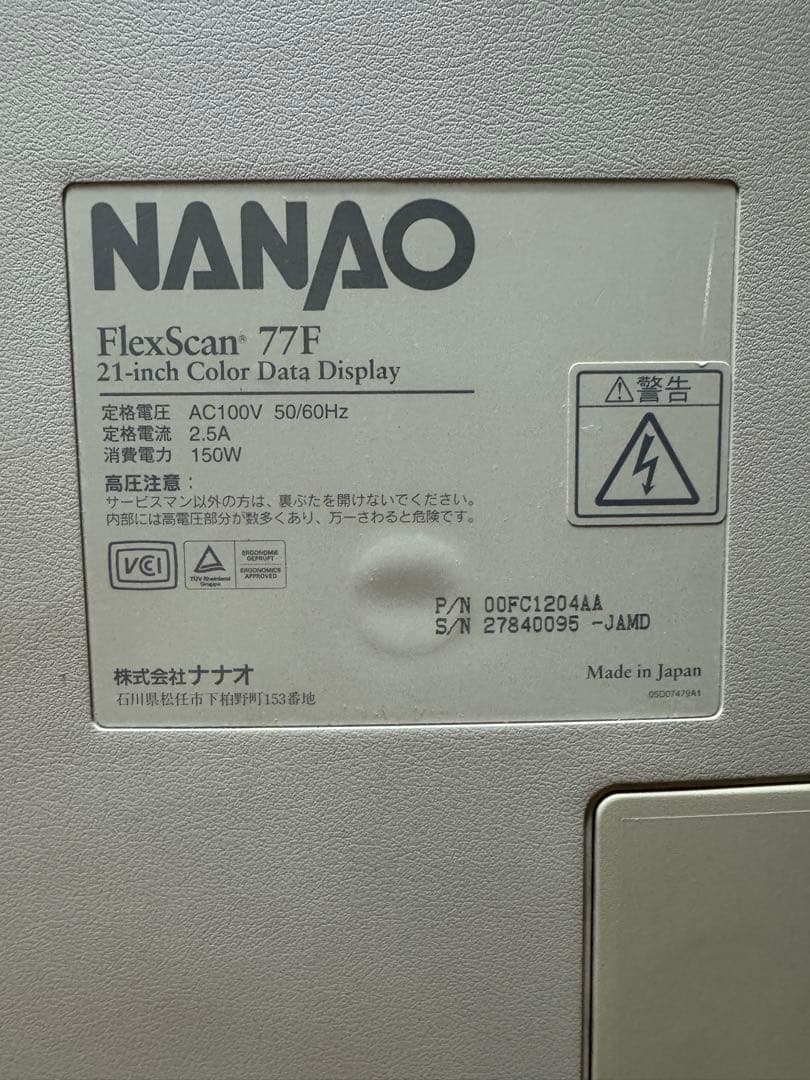 NANAO
FlexScan® 77F
21-inch Color Data Display
定格電圧 AC100V 50/60Hz
定格電流 2.5A
消費電力 150W
高圧注意：
サービスマン以外の方は、裏ぶたを開けないでください。
内部には高電圧部分が数多くあり、万一さわると危険です。
⚠警告
VCCI
TÜV Rheinland
Gruppe
ERGONOMIE
GEPRÜFT
ERGONOMICS
APPROVED
P/N 00FC1204AA
S/N 27840095 -JAMD
株式会社ナナオ
石川県松任市下柏野町153番地
Made in Japan
05D07479A1